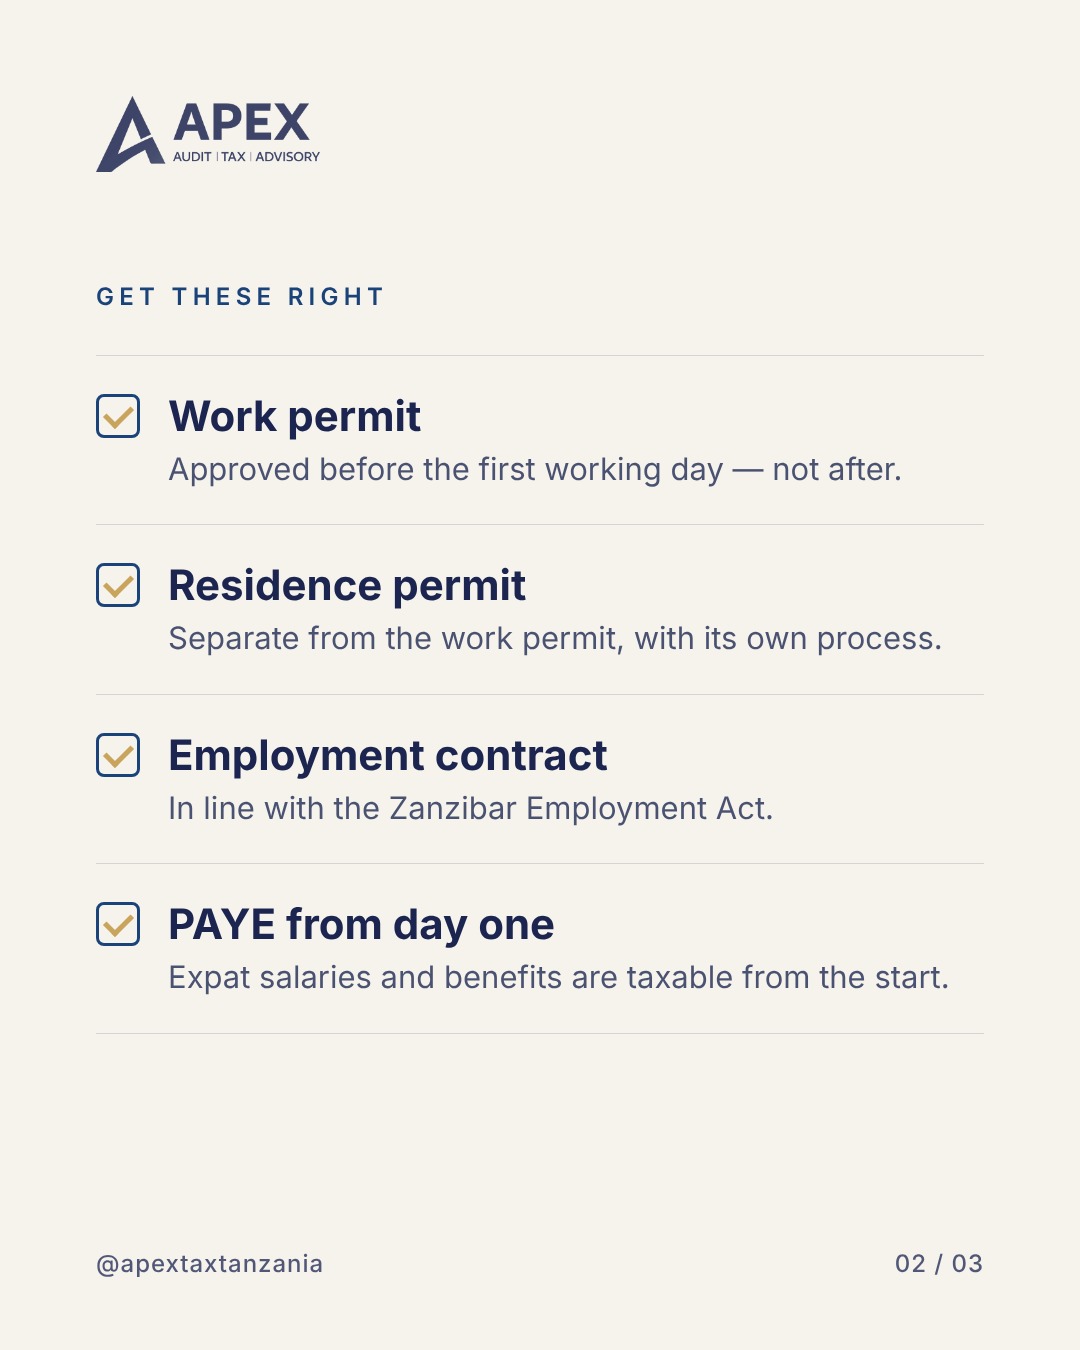 APEX
AUDIT | TAX | ADVISORY
GET THESE RIGHT
Work permit
Approved before the first working day — not after.
Residence permit
Separate from the work permit, with its own process.
Employment contract
In line with the Zanzibar Employment Act.
PAYE from day one
Expat salaries and benefits are taxable from the start.
@apextaxtanzania
02 / 03